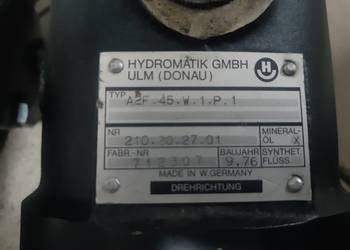 HYDROMATIK GMBH
ULM (DONAU)
TYP
A2F.45.W.1.P.1
NR
210.20.27.01
MINERAL-
ÖL X
FABR-NR
BAUJAHR
9.76
SYNTHET.
FLÜSS.
MADE IN W.GERMANY
DREHRICHTUNG